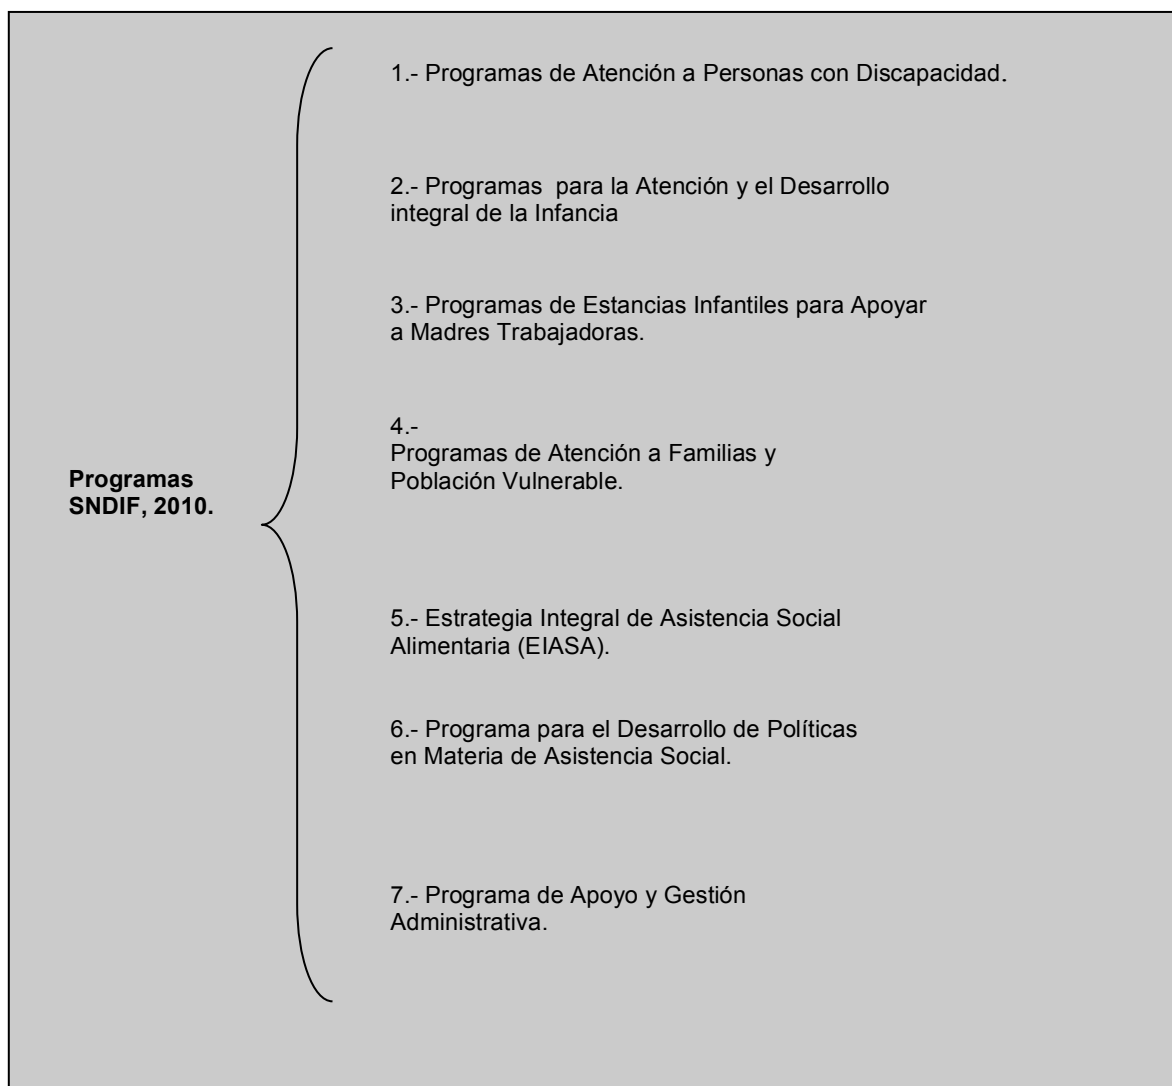 1.- Programas de Atención a Personas con Discapacidad.
2.- Programas para la Atención y el Desarrollo
integral de la Infancia
3.- Programas de Estancias Infantiles para Apoyar
a Madres Trabajadoras.
4.-
Programas de Atención a Familias y
Población Vulnerable.
Programas
SNDIF, 2010.
5.- Estrategia Integral de Asistencia Social
Alimentaria (EIASA).
6.- Programa para el Desarrollo de Políticas
en Materia de Asistencia Social.
7.- Programa de Apoyo y Gestión
Administrativa.